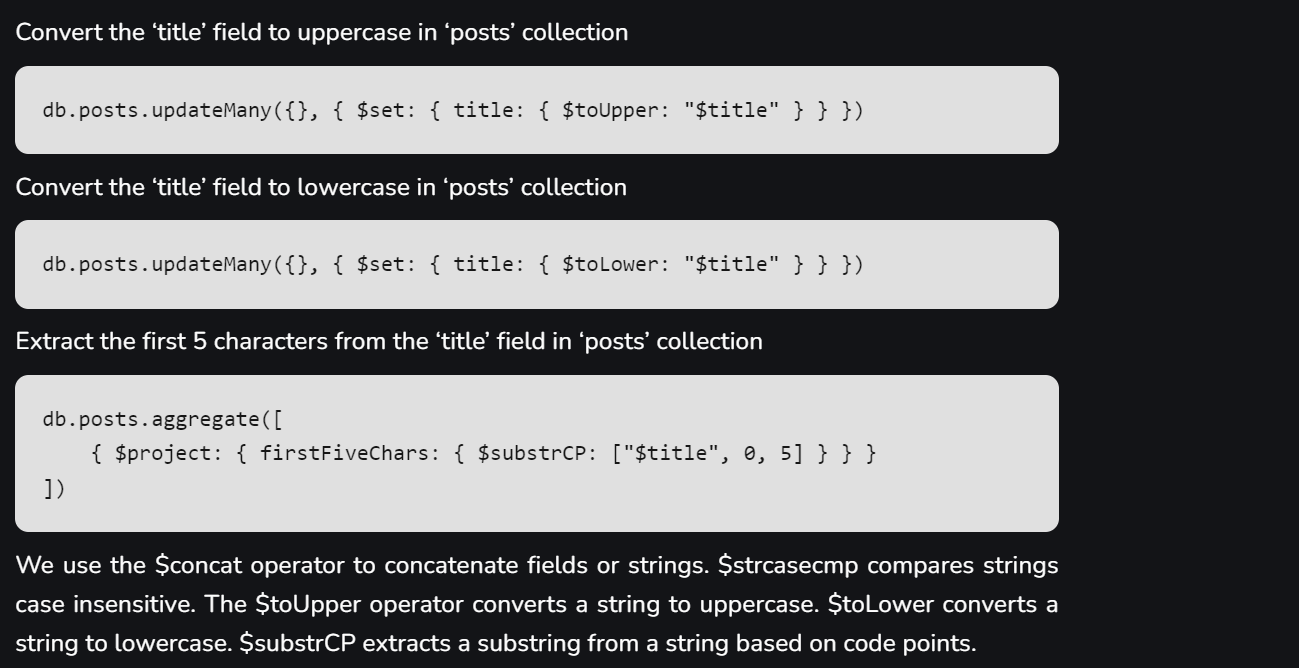 Convert the ‘title’ field to uppercase in ‘posts’ collection
db.posts.updateMany({}, { $set: { title: { $toUpper: "$title" } } })
Convert the ‘title’ field to lowercase in ‘posts’ collection
db.posts.updateMany({}, { $set: { title: { $toLower: "$title" } } })
Extract the first 5 characters from the ‘title’ field in ‘posts’ collection
db.posts.aggregate([
    { $project: { firstFiveChars: { $substrCP: ["$title", 0, 5] } } }
])
We use the $concat operator to concatenate fields or strings. $strcasecmp compares strings
case insensitive. The $toUpper operator converts a string to uppercase. $toLower converts a
string to lowercase. $substrCP extracts a substring from a string based on code points.